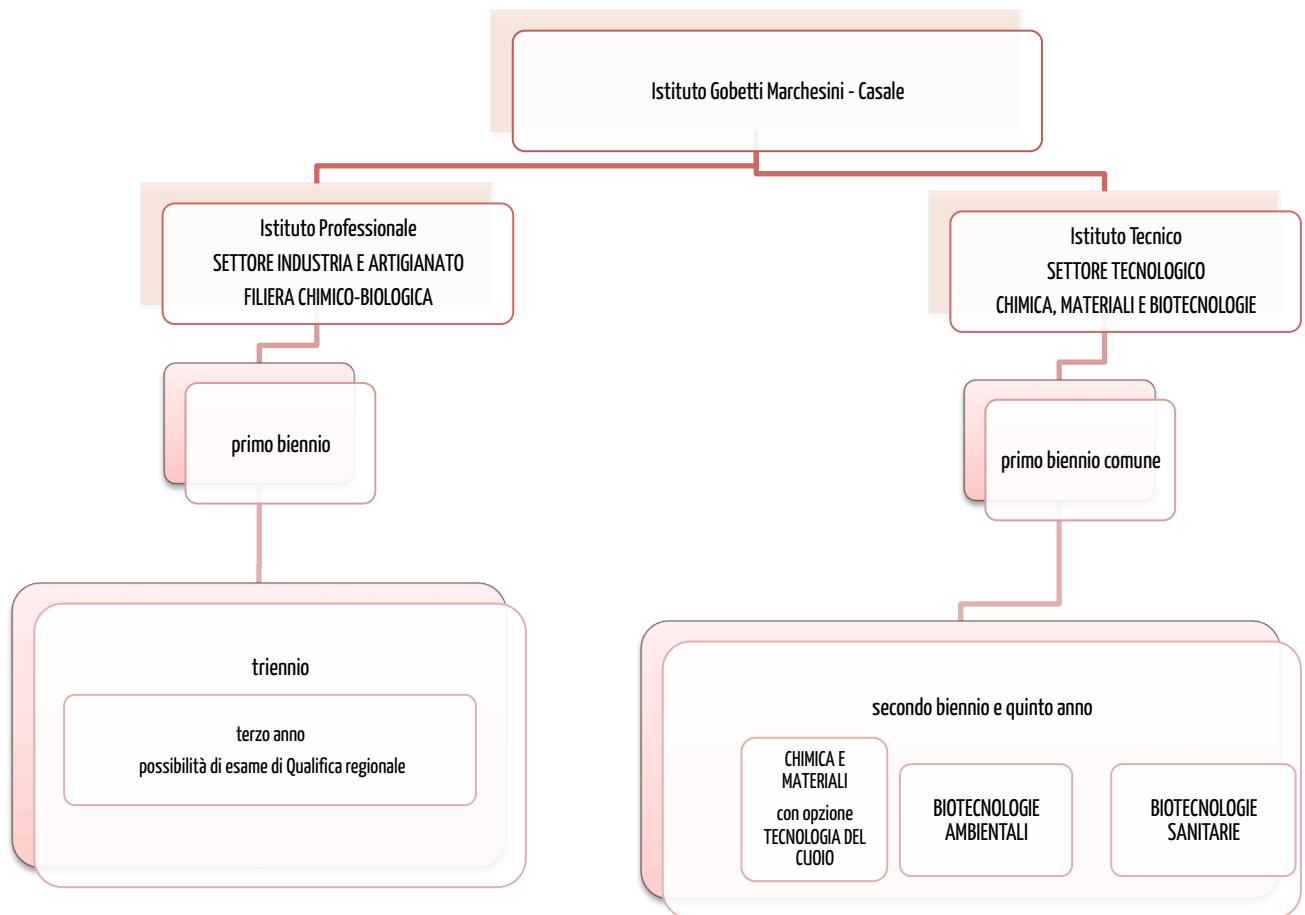 Istituto Gobetti Marchesini - Casale
Istituto Professionale
SETTORE INDUSTRIA E ARTIGIANATO
FILIERA CHIMICO-BIOLOGICA
Istituto Tecnico
SETTORE TECNOLOGICO
CHIMICA, MATERIALI E BIOTECNOLOGIE
primo biennio
primo biennio comune
triennio
terzo anno
possibilità di esame di Qualifica regionale
secondo biennio e quinto anno
CHIMICA E
MATERIALI
con opzione
TECNOLOGIA DEL
CUOIO
BIOTECNOLOGIE
AMBIENTALI
BIOTECNOLOGIE
SANITARIE